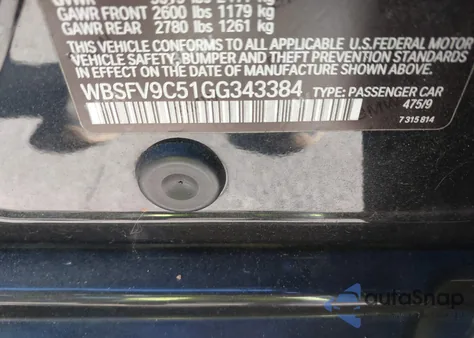 GAWR FRONT 2600 lbs 1179 kg
GAWR REAR 2780 lbs 1261 kg
THIS VEHICLE CONFORMS TO ALL APPLICABLE U.S.FEDERAL MOTOR
VEHICLE SAFETY, BUMPER AND THEFT PREVENTION STANDARDS
IN EFFECT ON THE DATE OF MANUFACTURE SHOWN ABOVE.
WBSFV9C51GG343384 TYPE: PASSENGER CAR
475/9
7 315 814
autoSnap